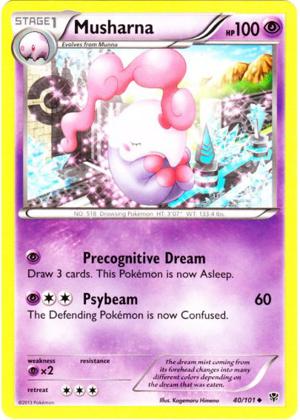 STAGE1 Musharna HP100
Evolves from Munna
NO. 518 Drowsing Pokémon HT: 3'07" WT: 133.4 lbs.
Precognitive Dream
Draw 3 cards. This Pokémon is now Asleep.
Psybeam 60
The Defending Pokémon is now Confused.
weakness resistance
×2
retreat
The dream mist coming from
its forehead changes into many
different colors depending on
the dream that was eaten.
Illus. Kagemaru Himeno 40/101
©2013 Pokémon